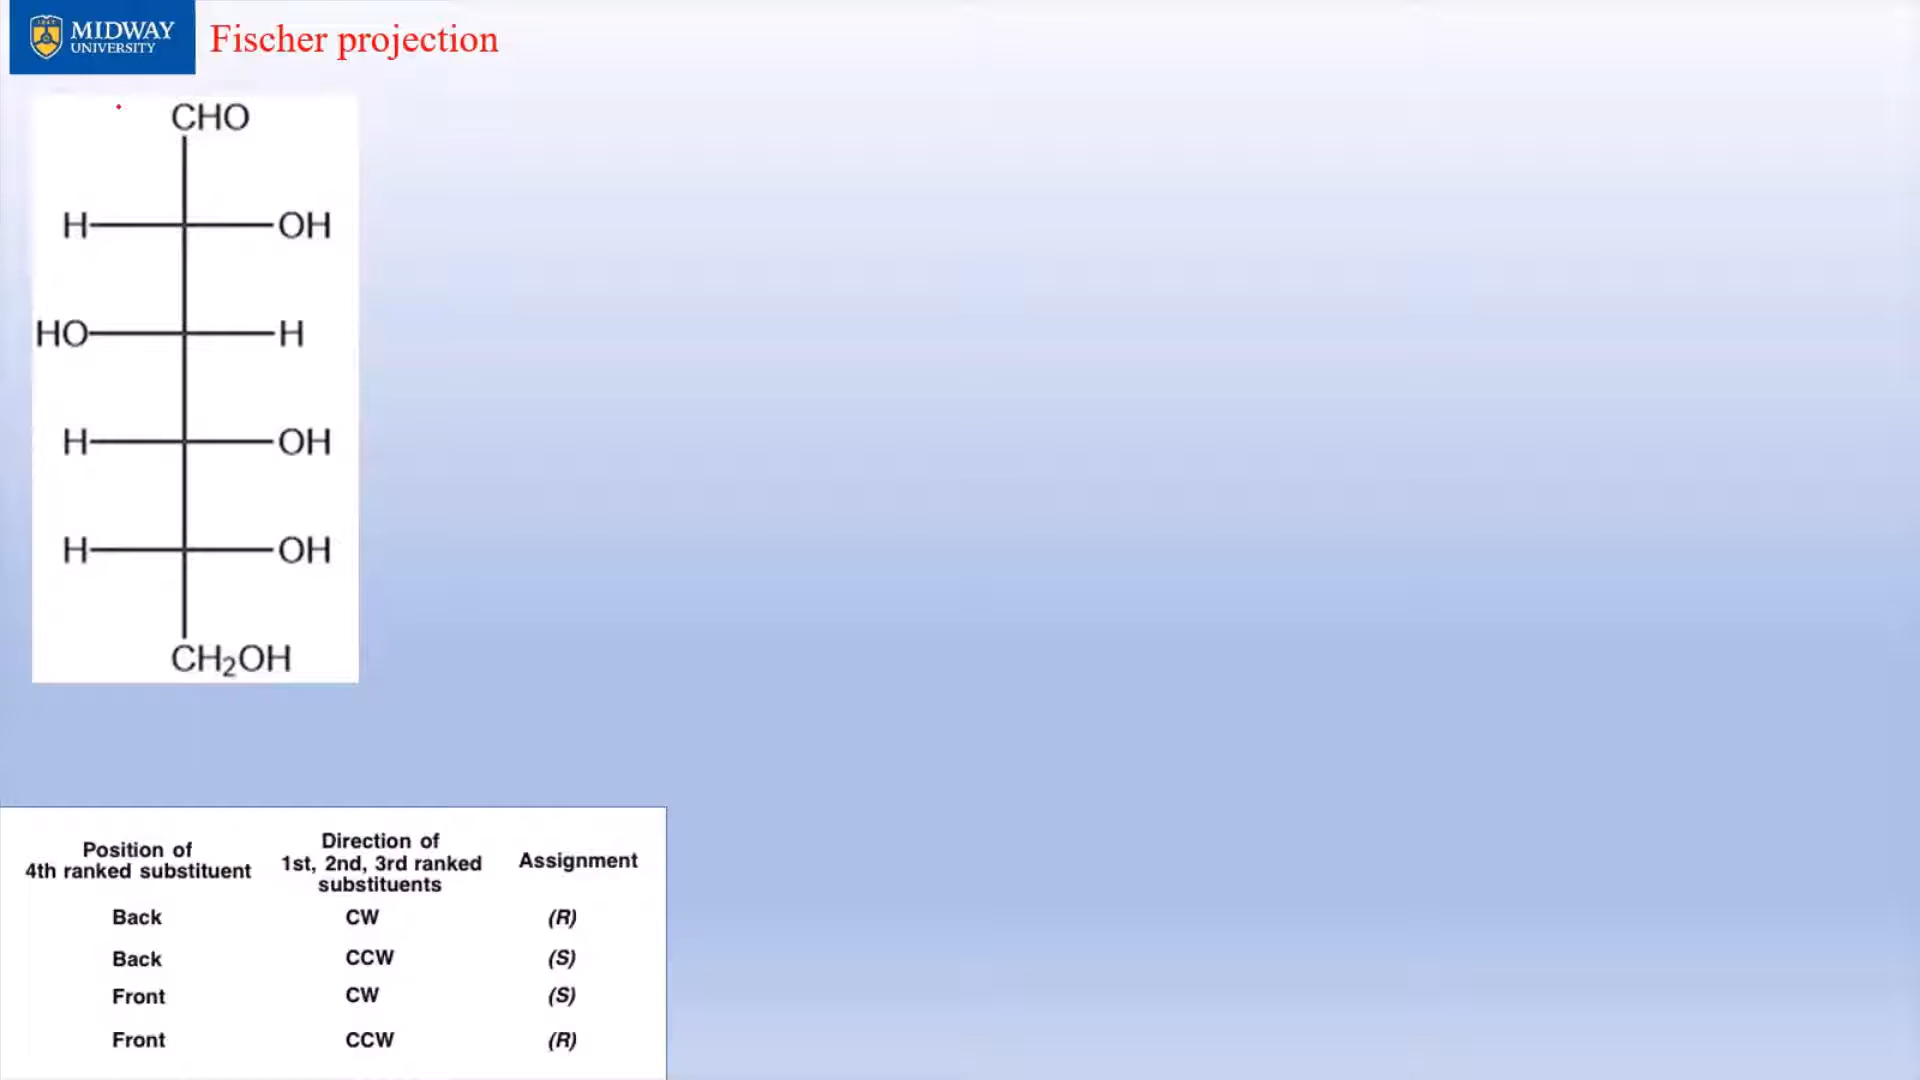 MIDWAY
UNIVERSITY
Fischer projection
CHO
H OH
HO H
H OH
H OH
CH₂OH
Position of
4th ranked substituent
Direction of
1st, 2nd, 3rd ranked
substituents
Assignment
Back CW (R)
Back CCW (S)
Front CW (S)
Front CCW (R)